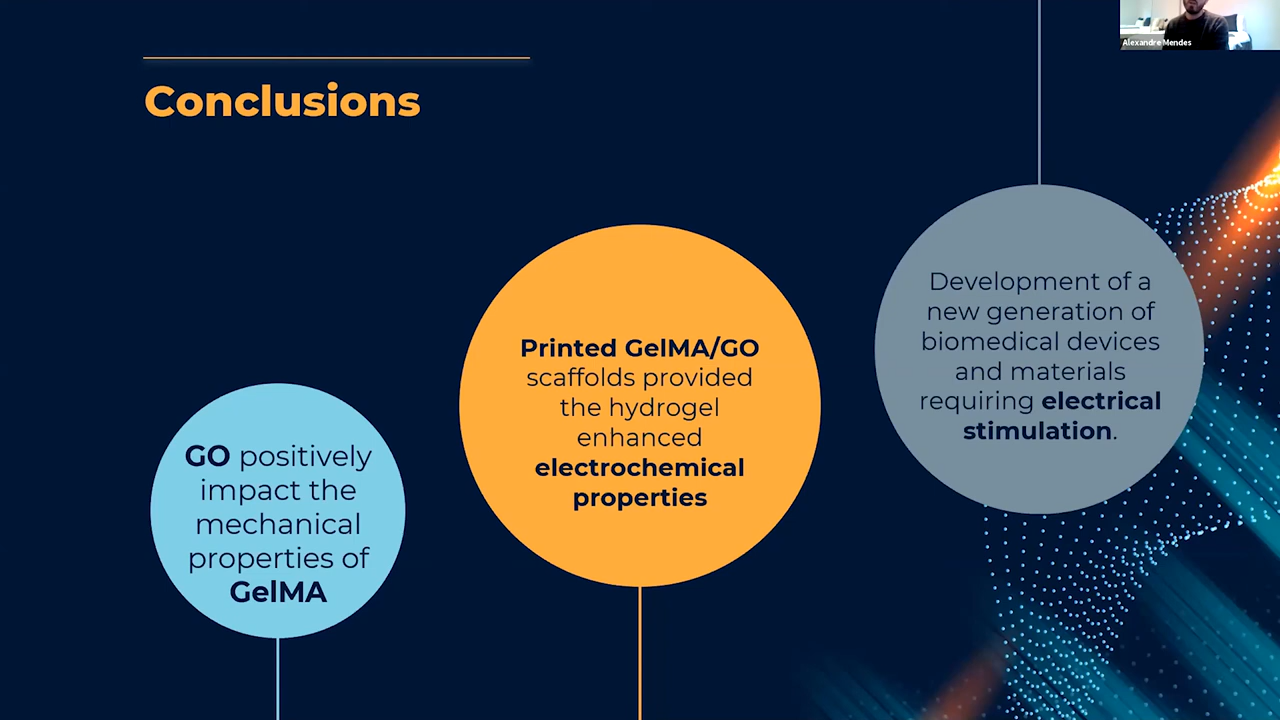 Alexandre Mendes
Conclusions
GO positively
impact the
mechanical
properties of
GelMA
Printed GelMA/GO
scaffolds provided
the hydrogel
enhanced
electrochemical
properties
Development of a
new generation of
biomedical devices
and materials
requiring electrical
stimulation.